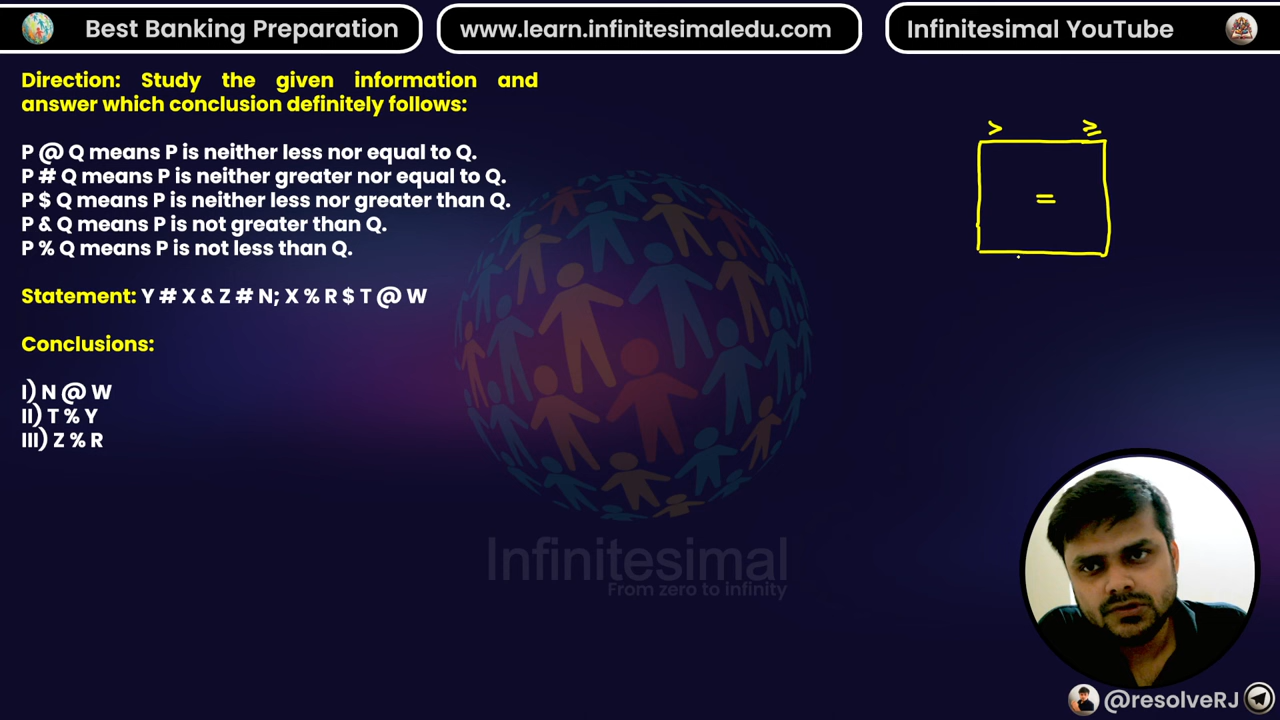 Best Banking Preparation
www.learn.infinitesimaledu.com
Infinitesimal YouTube
Direction: Study the given information and
answer which conclusion definitely follows:
P @ Q means P is neither less nor equal to Q.
P # Q means P is neither greater nor equal to Q.
P $ Q means P is neither less nor greater than Q.
P & Q means P is not greater than Q.
P % Q means P is not less than Q.
Statement: Y # X & Z # N; X % R $ T @ W
Conclusions:
I) N @ W
II) T % Y
III) Z % R
> ≥
=
Infinitesimal
From zero to infinity
@resolveRJ